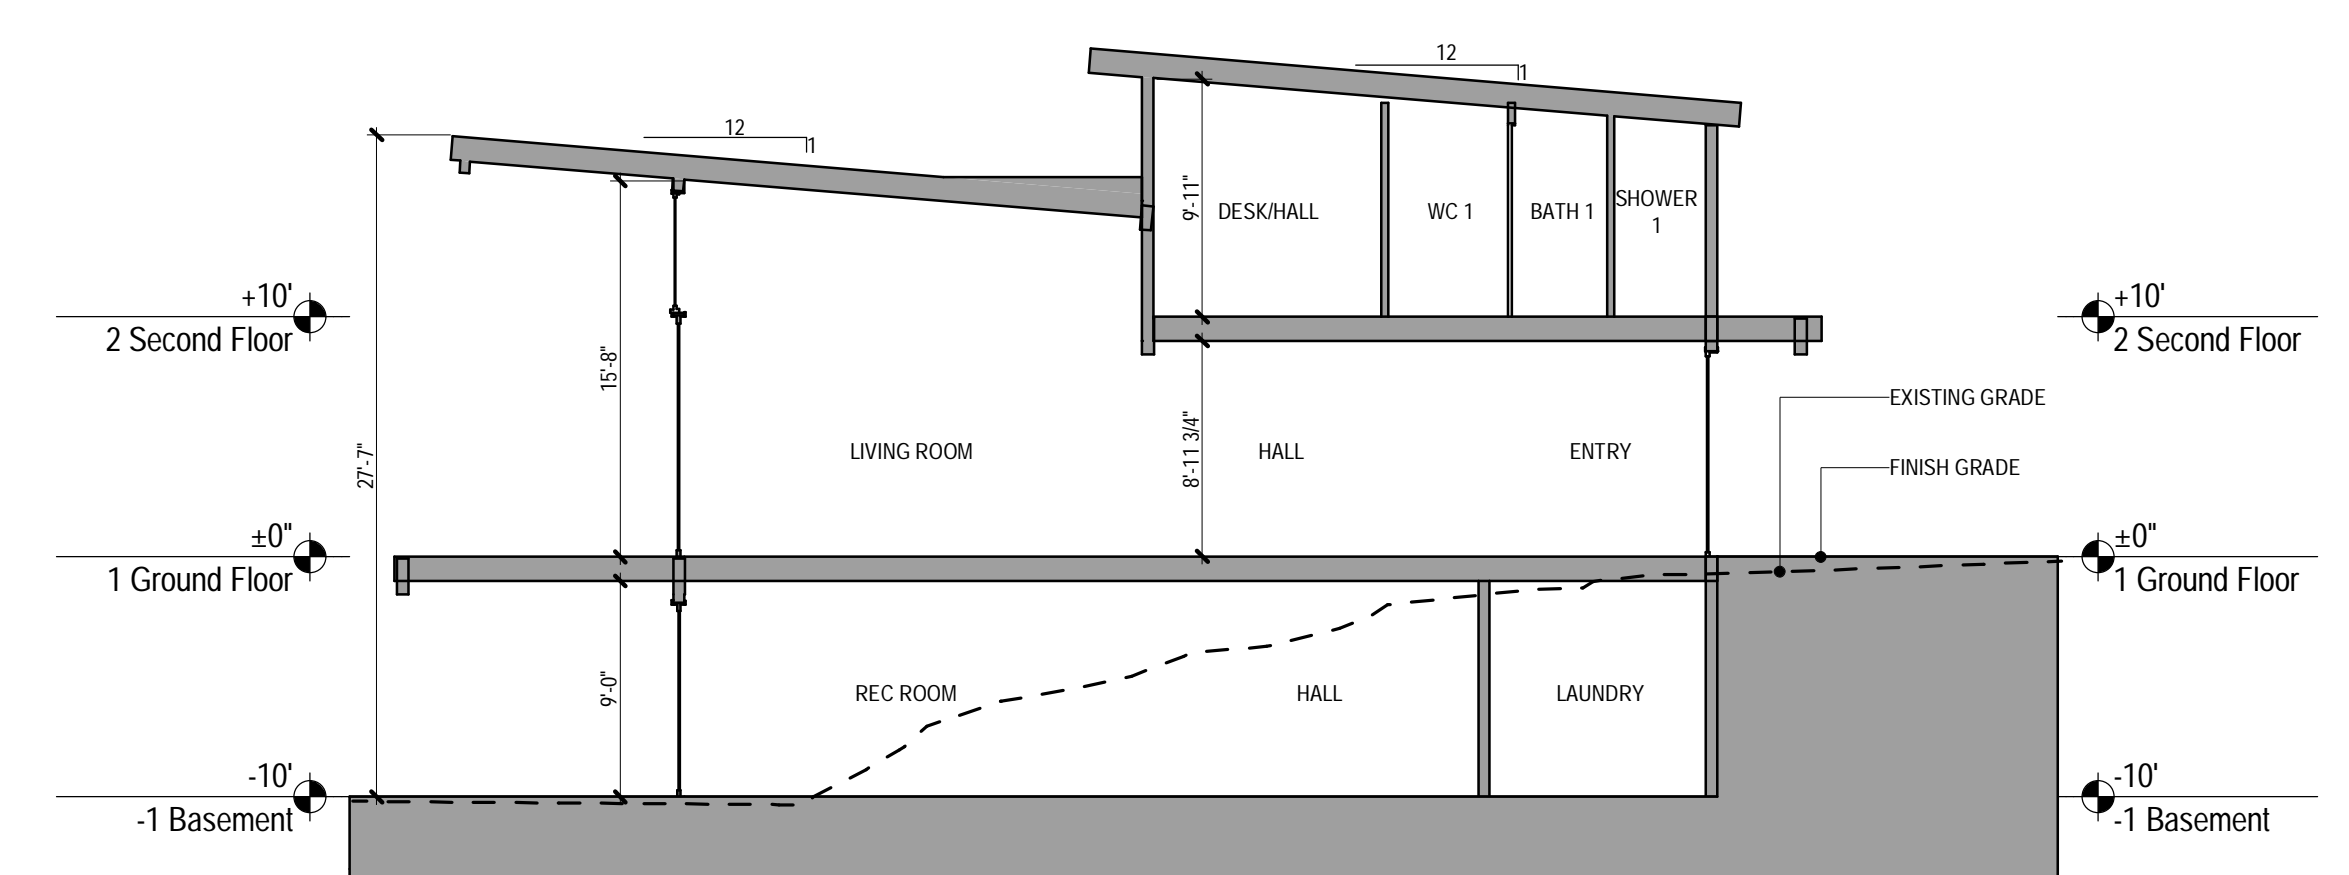 12
1
12
1
9'-11"
DESK/HALL
WC 1
BATH 1
SHOWER
1
+10'
2 Second Floor
+10'
2 Second Floor
15'-8"
27'-7"
LIVING ROOM
8'-11 3/4"
HALL
ENTRY
EXISTING GRADE
FINISH GRADE
±0"
1 Ground Floor
±0"
1 Ground Floor
9'-0"
REC ROOM
HALL
LAUNDRY
-10'
-1 Basement
-10'
-1 Basement